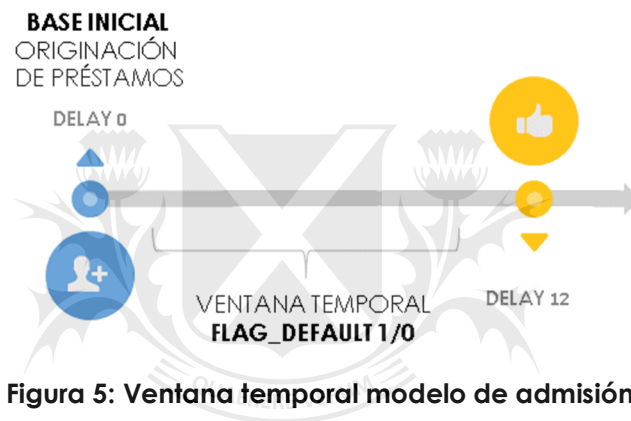 BASE INICIAL
ORIGINACIÓN
DE PRÉSTAMOS
DELAY 0
VENTANA TEMPORAL
FLAG_DEFAULT 1/0
DELAY 12
Figura 5: Ventana temporal modelo de admisión